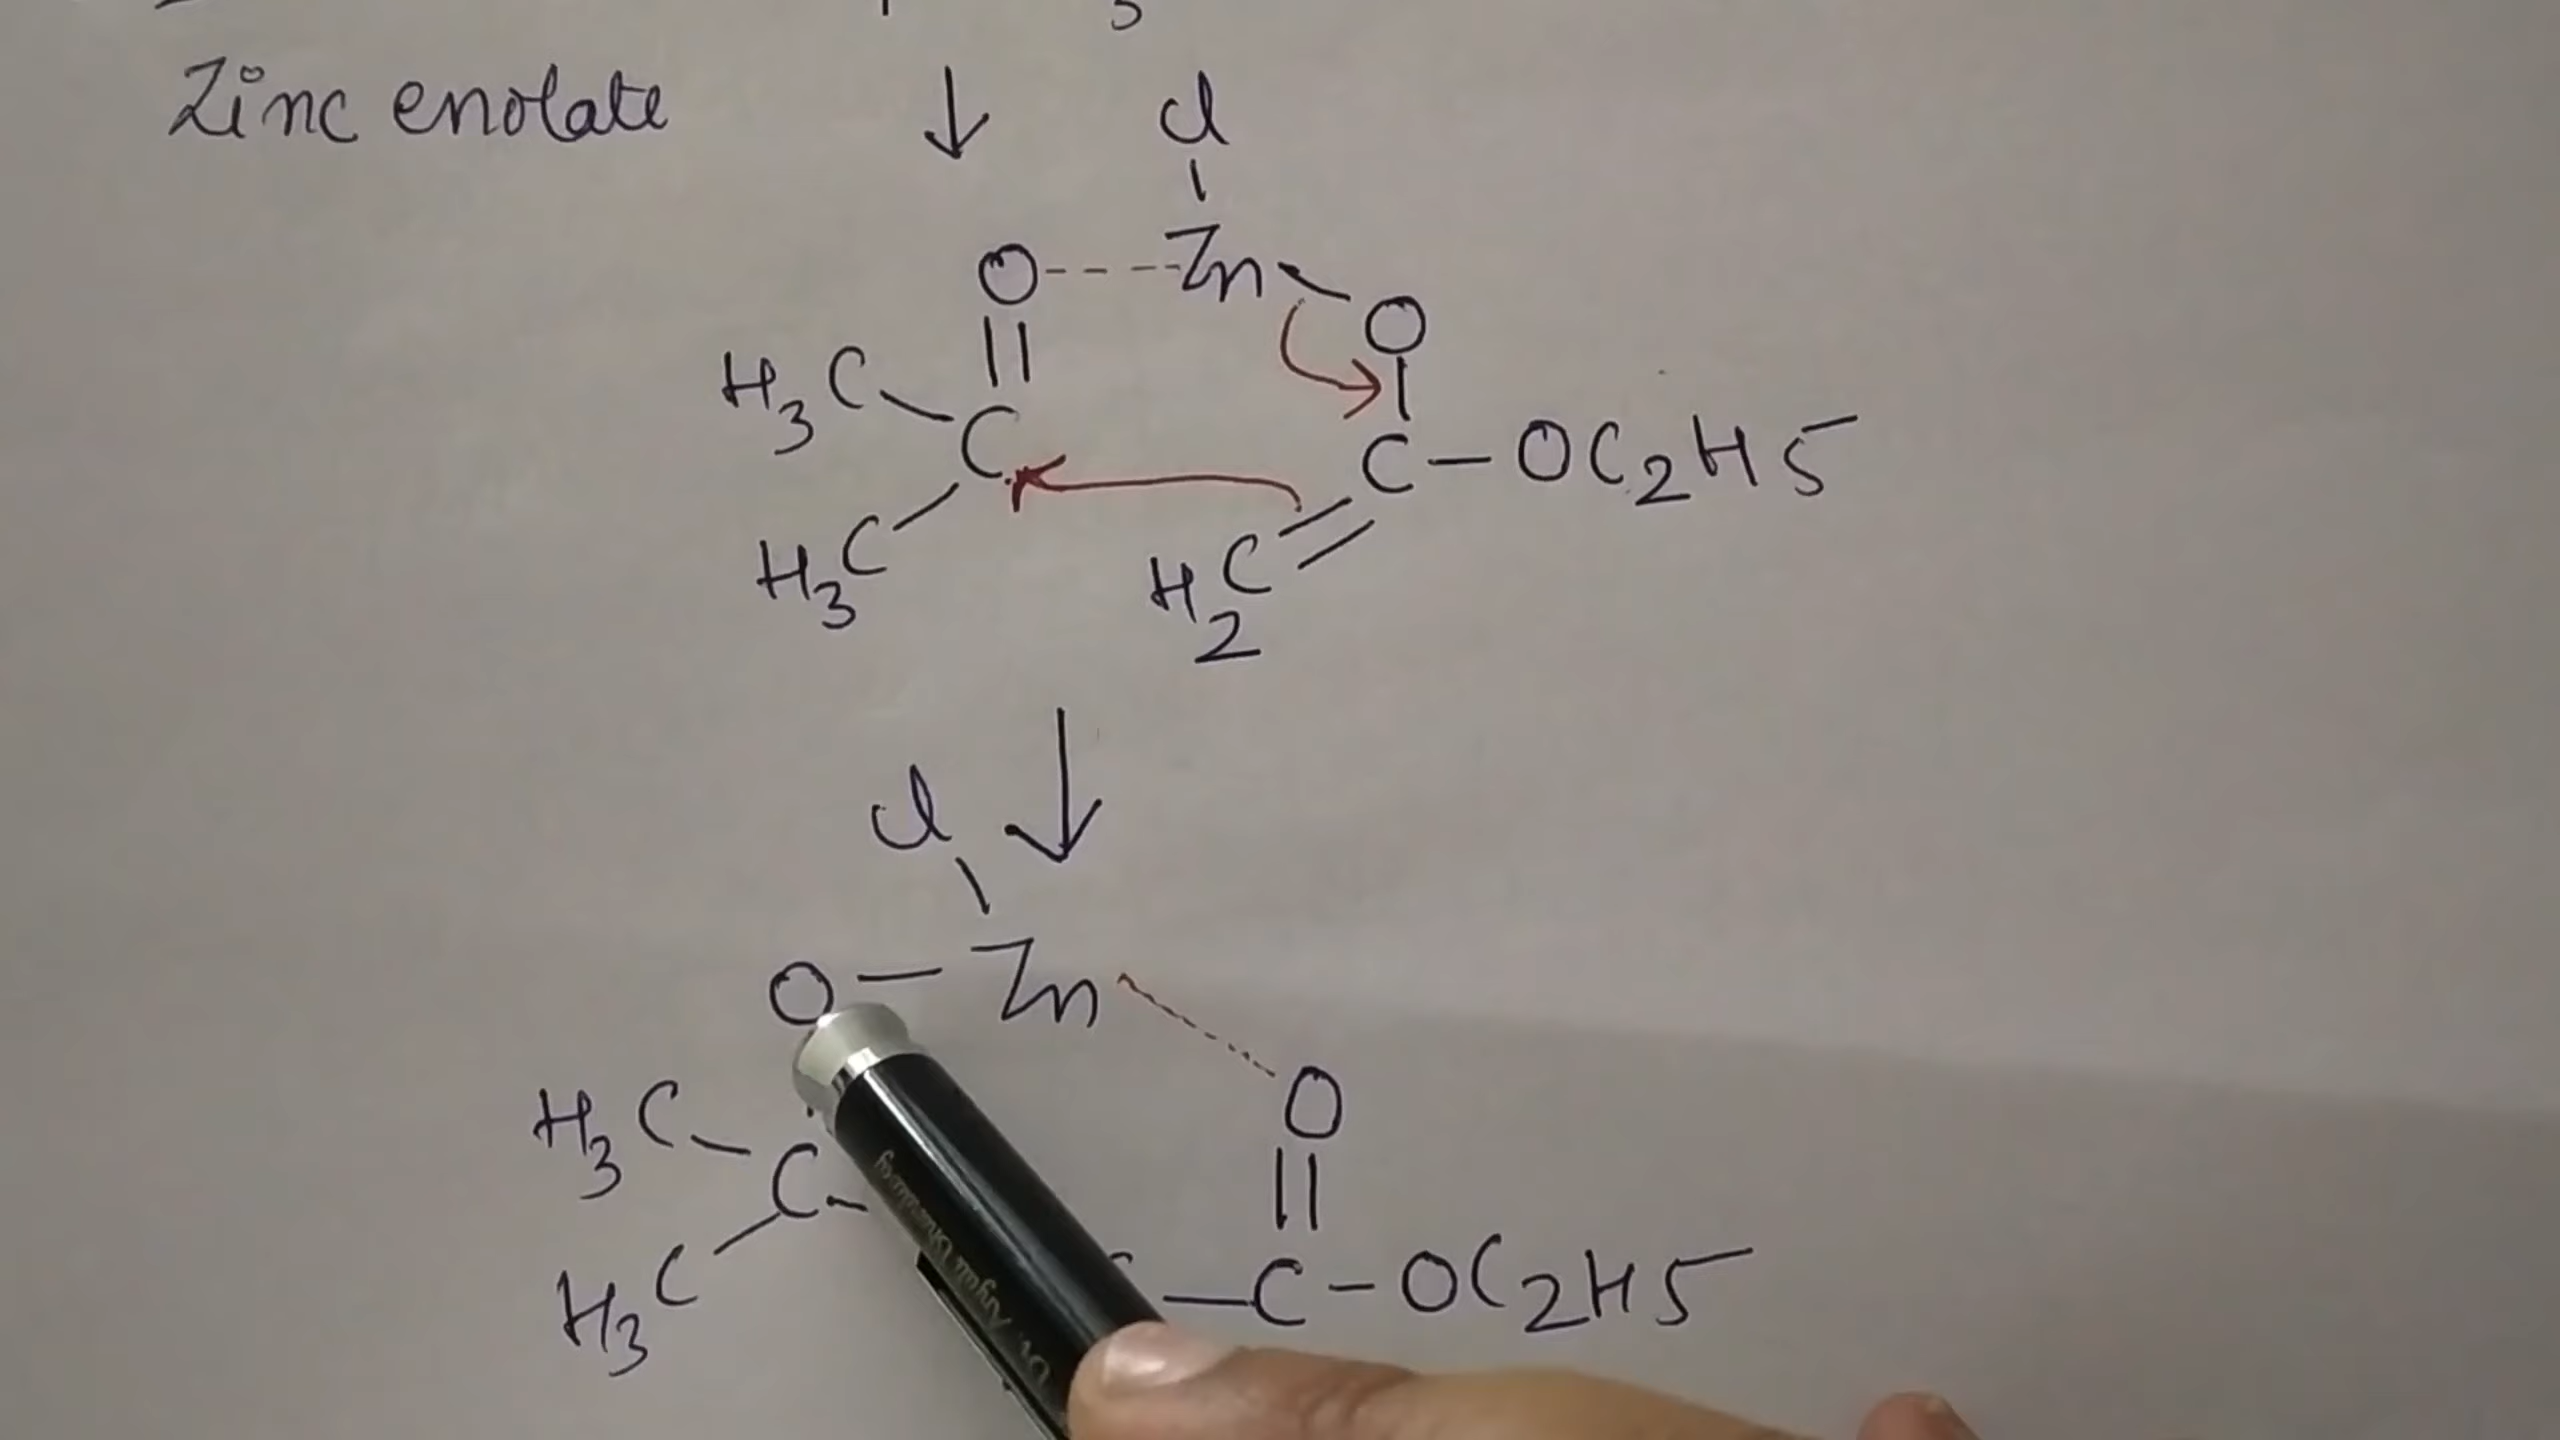 Zinc enolate
Cl
O---Zn
O
H3C
C
C-OC2H5
H3C
H2C
Cl
O-Zn
O
H3C
C
H3C
-C-OC2H5